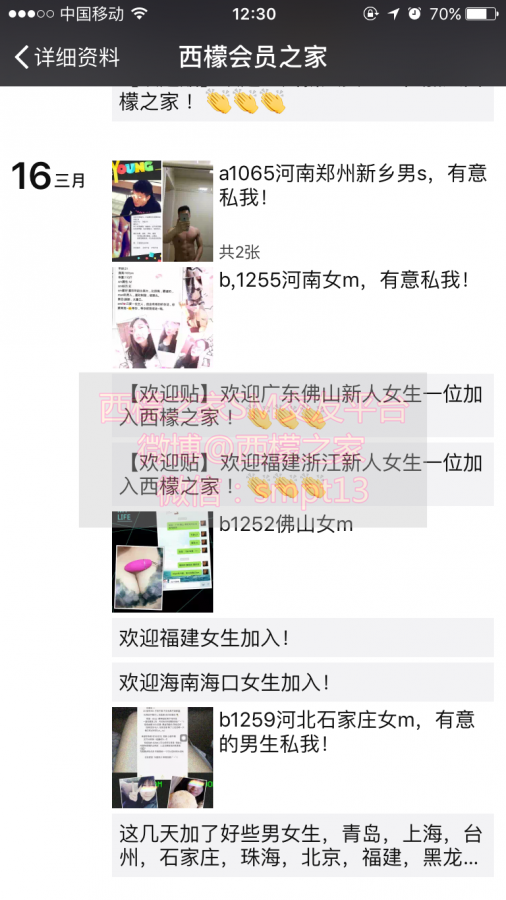 中国移动
12:30
70%
详细资料
西檬会员之家
檬之家！👏👏👏
16三月
YOUNG
a1065河南郑州新乡男s，有意
私我！
共2张
b,1255河南女m，有意私我！
【欢迎贴】欢迎广东佛山新人女生一位加
入西檬之家！👏👏👏
西檬之家SM交友平台
微博@西檬之家
微信：smpt13
【欢迎贴】欢迎福建浙江新人女生一位加
入西檬之家！👏👏👏
LIFE
b1252佛山女m
欢迎福建女生加入！
欢迎海南海口女生加入！
b1259河北石家庄女m，有意
的男生私我！
这几天加了好些男女生，青岛，上海，台
州，石家庄，珠海，北京，福建，黑龙...